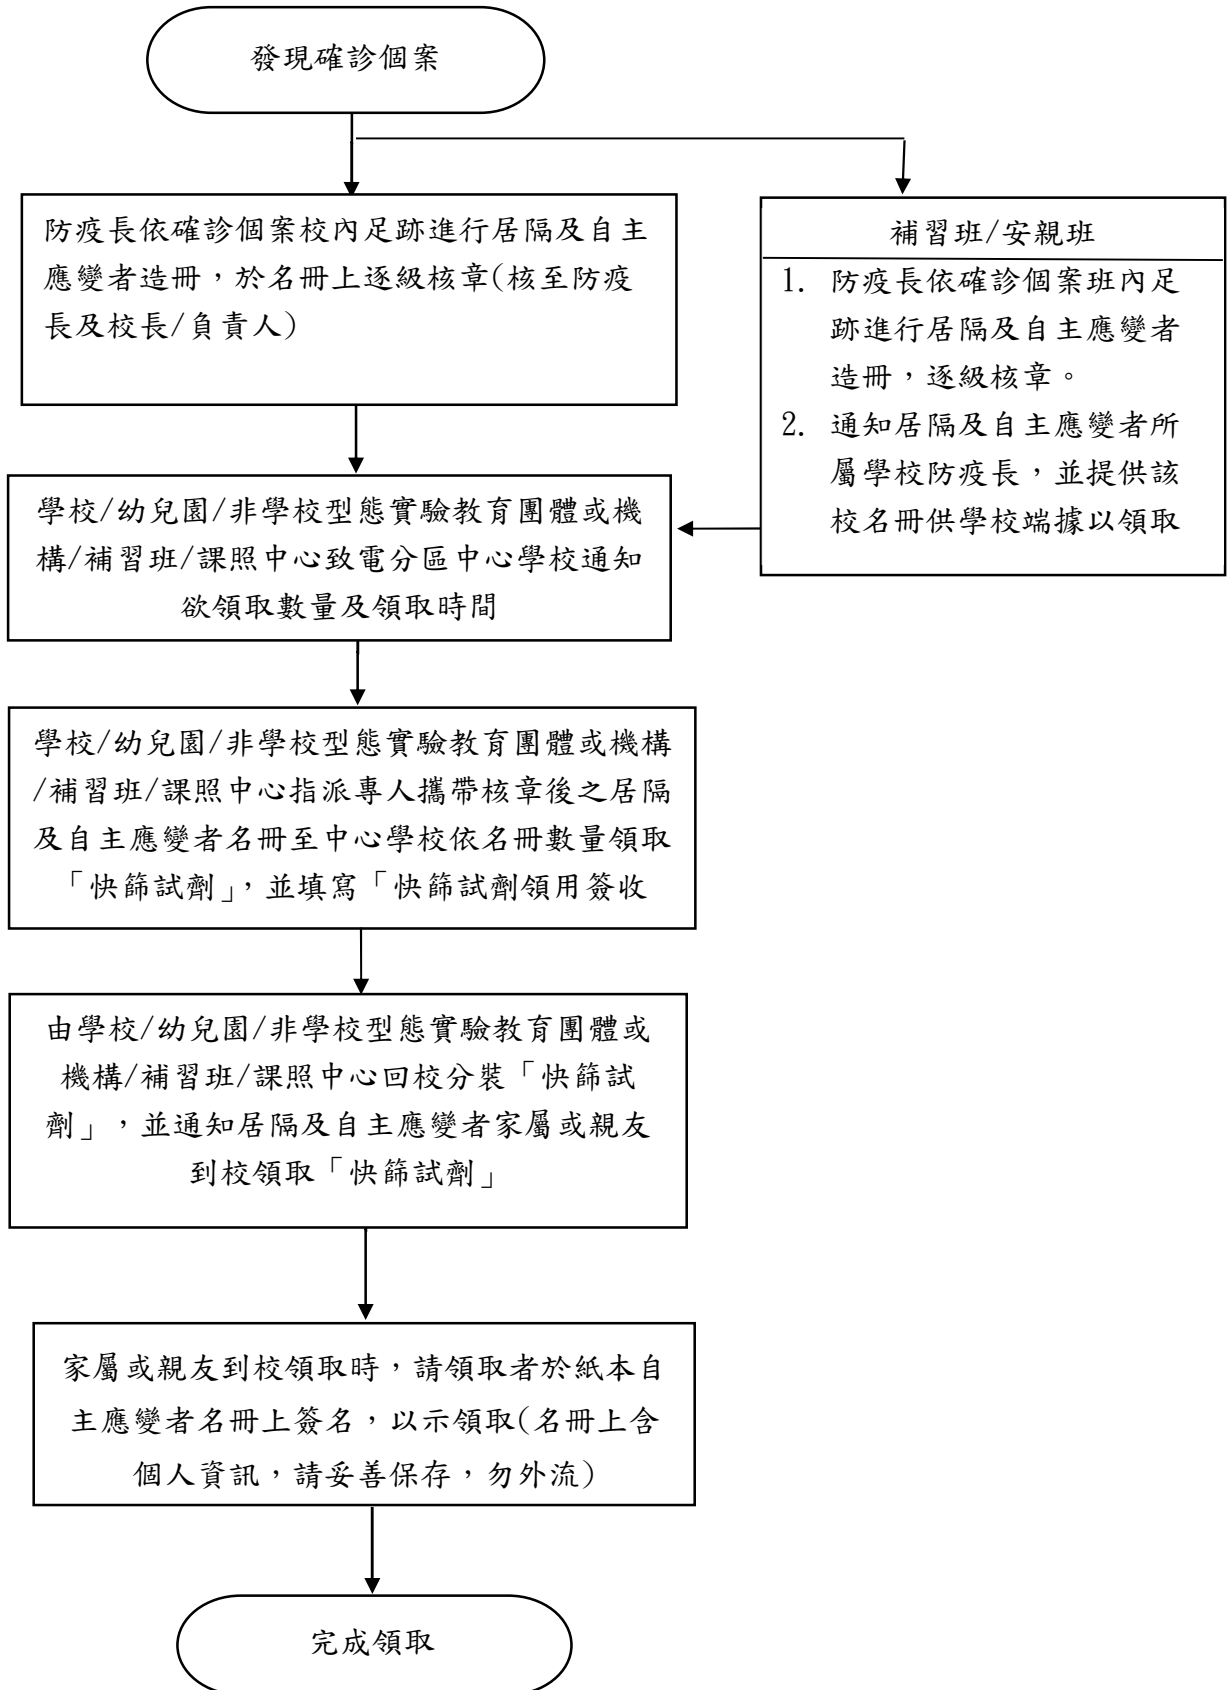 發現確診個案
防疫長依確診個案校內足跡進行居隔及自主
應變者造冊，於名冊上逐級核章(核至防疫
長及校長/負責人)
補習班/安親班
1. 防疫長依確診個案班內足
跡進行居隔及自主應變者
造冊，逐級核章。
2. 通知居隔及自主應變者所
屬學校防疫長，並提供該
校名冊供學校端據以領取
學校/幼兒園/非學校型態實驗教育團體或機
構/補習班/課照中心致電分區中心學校通知
欲領取數量及領取時間
學校/幼兒園/非學校型態實驗教育團體或機構
/補習班/課照中心指派專人攜帶核章後之居隔
及自主應變者名冊至中心學校依名冊數量領取
「快篩試劑」，並填寫「快篩試劑領用簽收
由學校/幼兒園/非學校型態實驗教育團體或
機構/補習班/課照中心回校分裝「快篩試
劑」，並通知居隔及自主應變者家屬或親友
到校領取「快篩試劑」
家屬或親友到校領取時，請領取者於紙本自
主應變者名冊上簽名，以示領取(名冊上含
個人資訊，請妥善保存，勿外流)
完成領取